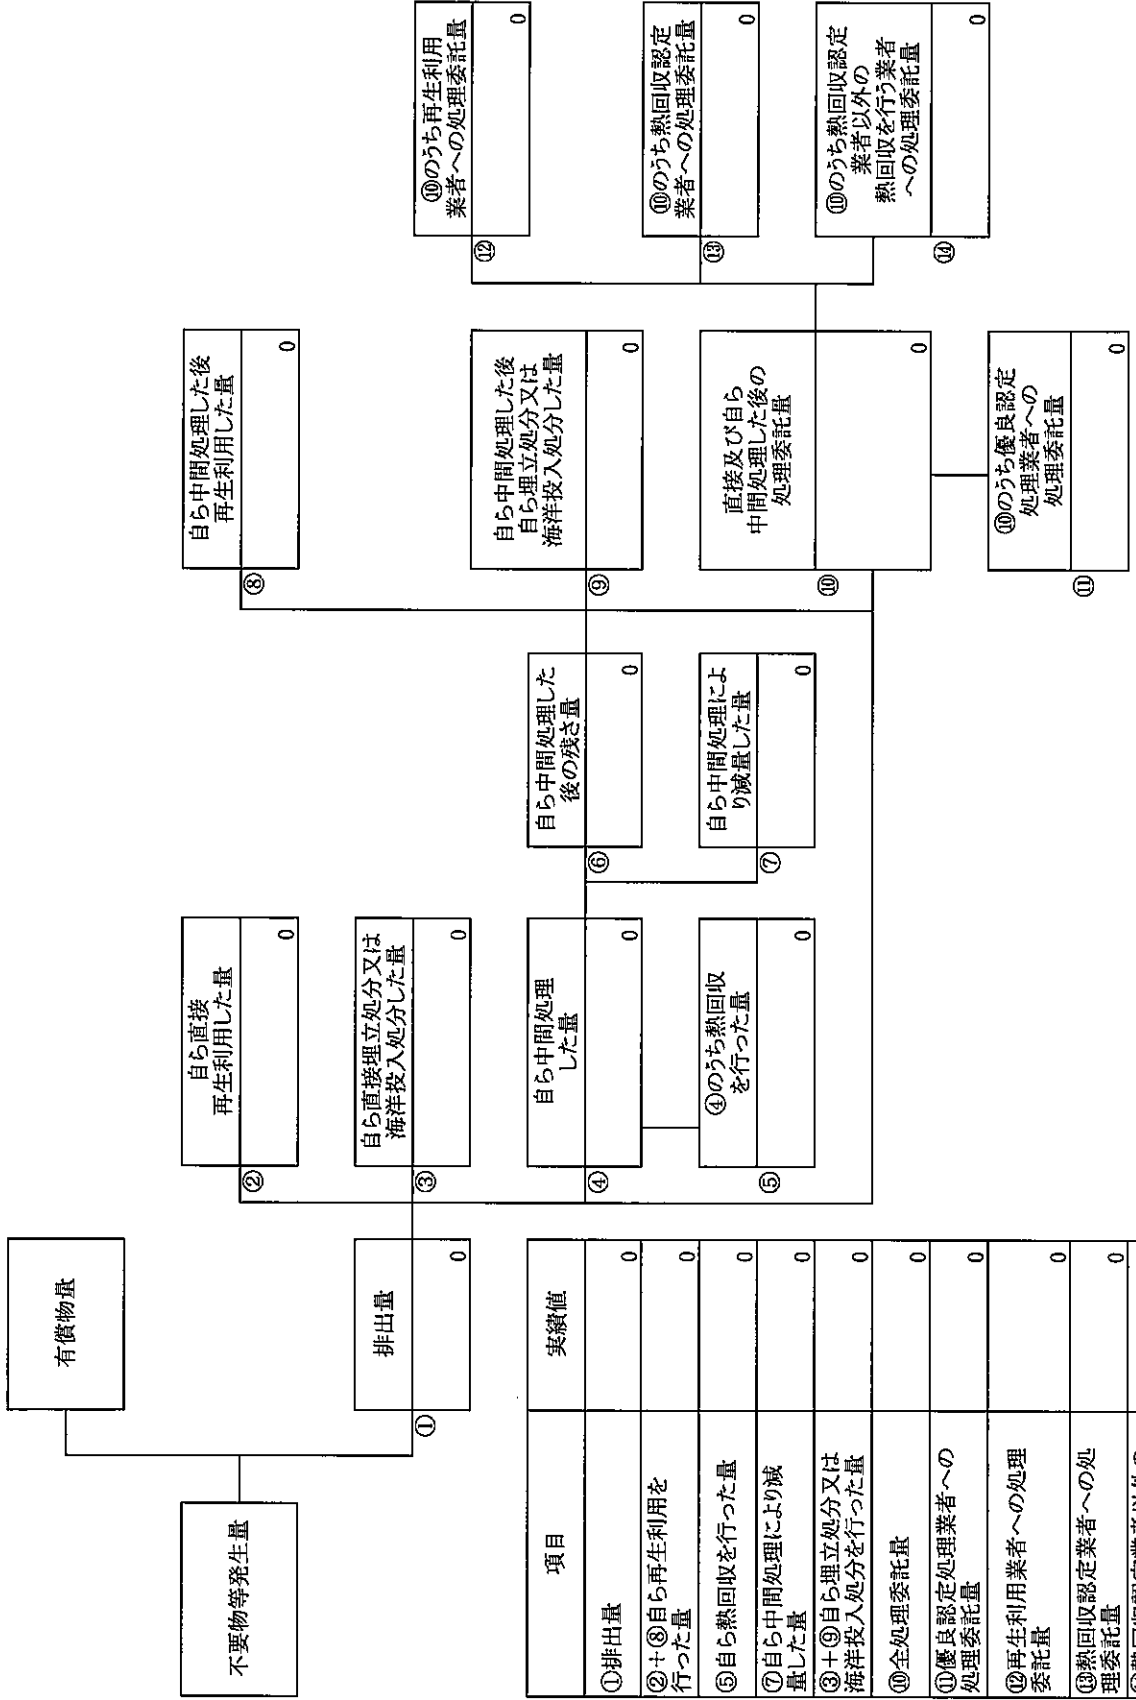 不要物等発生量
有償物量
①
排出量
0
②
自ら直接
再生利用した量
0
③
自ら直接埋立処分又は
海洋投入処分した量
0
④
自ら中間処理
した量
0
⑤
④のうち熱回収
を行った量
0
⑥
自ら中間処理した
後の残さ量
0
⑦
自ら中間処理によ
り減量した量
0
⑧
自ら中間処理した後
再生利用した量
0
⑨
自ら中間処理した後
自ら埋立処分又は
海洋投入処分した量
0
⑩
直接及び自ら
中間処理した後の
処理委託量
0
⑪
⑩のうち優良認定
処理業者への
処理委託量
0
⑫
⑩のうち再生利用
業者への処理委託量
0
⑬
⑩のうち熱回収認定
業者への処理委託量
0
⑭
⑩のうち熱回収認定
業者以外の
熱回収を行う業者
への処理委託量
0
項目 実績値
①排出量 0
②+⑧自ら再生利用を
行った量 0
⑤自ら熱回収を行った量 0
⑦自ら中間処理により減
量した量 0
③+⑨自ら埋立処分又は
海洋投入処分を行った量 0
⑩全処理委託量 0
⑪優良認定処理業者への
処理委託量 0
⑫再生利用業者への処理
委託量 0
⑬熱回収認定業者への処
理委託量 0